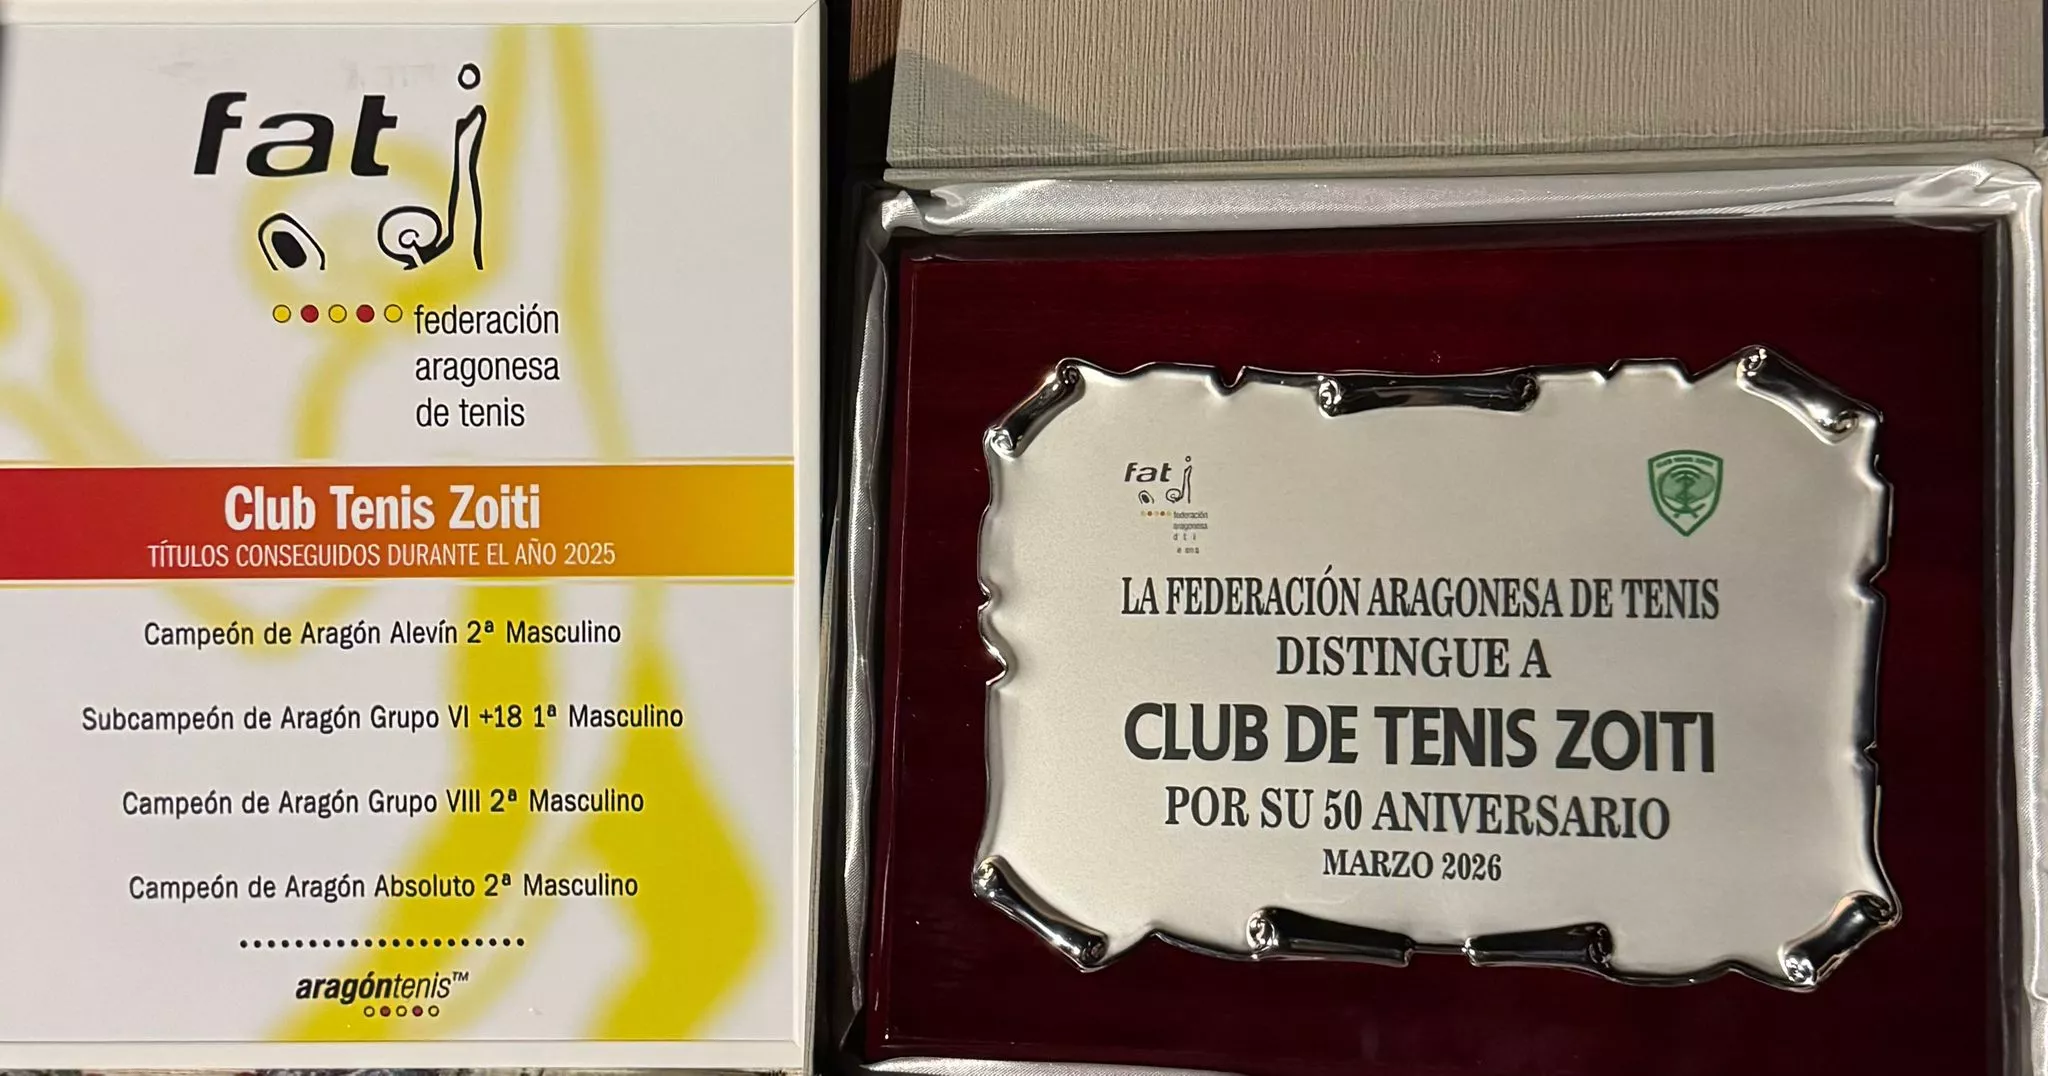 fat
federación
aragonesa
de tenis
Club Tenis Zoiti
TÍTULOS CONSEGUIDOS DURANTE EL AÑO 2025
Campeón de Aragón Alevín 2ª Masculino
Subcampeón de Aragón Grupo VI +18 1ª Masculino
Campeón de Aragón Grupo VIII 2ª Masculino
Campeón de Aragón Absoluto 2ª Masculino
aragóntenis™
fat
federación
aragonesa
CLUB TENIS ZOITI
LA FEDERACIÓN ARAGONESA DE TENIS
DISTINGUE A
CLUB DE TENIS ZOITI
POR SU 50 ANIVERSARIO
MARZO 2026